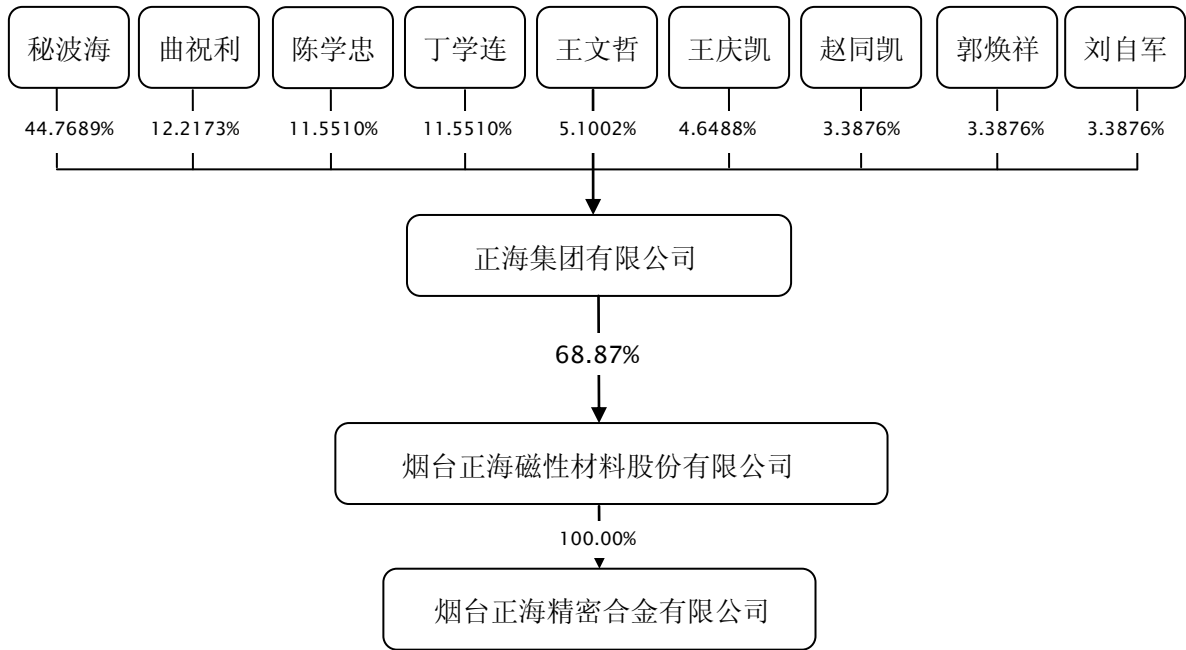 秘波海 曲祝利 陈学忠 丁学连 王文哲 王庆凯 赵同凯 郭焕祥 刘自军
44.7689% 12.2173% 11.5510% 11.5510% 5.1002% 4.6488% 3.3876% 3.3876% 3.3876%
正海集团有限公司
68.87%
烟台正海磁性材料股份有限公司
100.00%
烟台正海精密合金有限公司